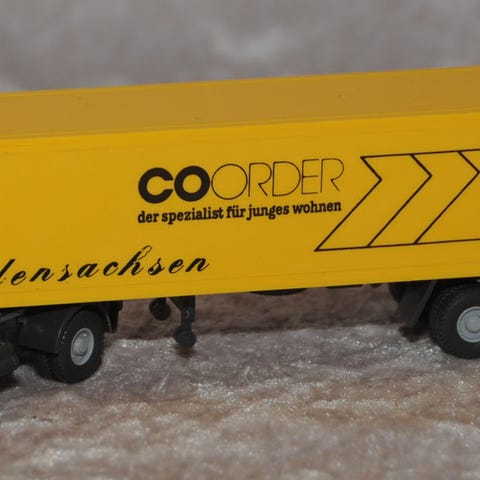 COORDER
der spezialist für junges wohnen
lensachsen